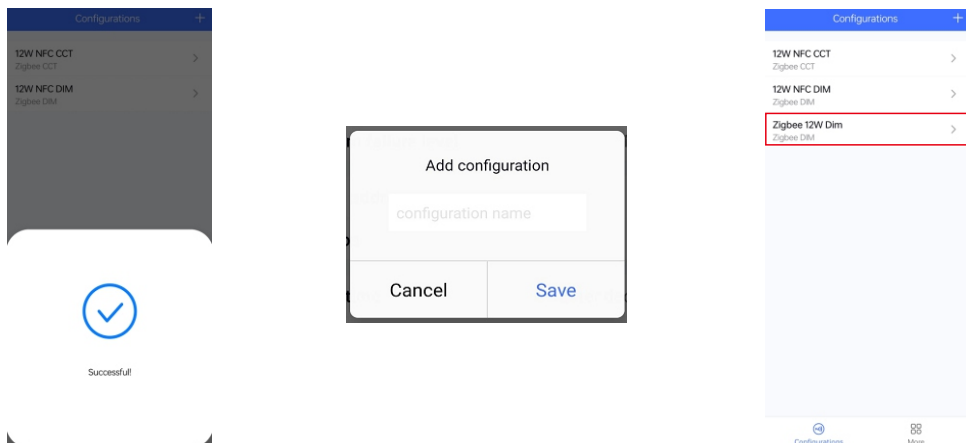 Configurations +
12W NFC CCT
Zigbee CCT
12W NFC DIM
Zigbee DIM
Successful!
Add configuration
configuration name
Cancel Save
Configurations +
12W NFC CCT
Zigbee CCT
12W NFC DIM
Zigbee DIM
Zigbee 12W Dim
Zigbee DIM
Configurations More